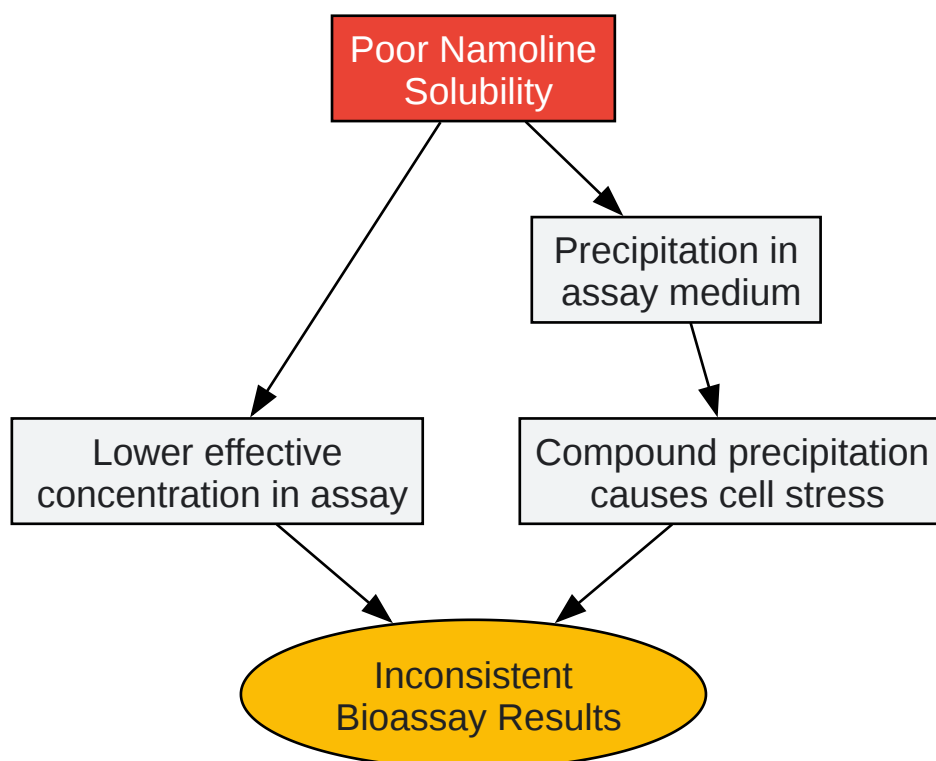 Poor Namoline
Solubility
Precipitation in
assay medium
Lower effective
concentration in assay
Compound precipitation
causes cell stress
Inconsistent
Bioassay Results